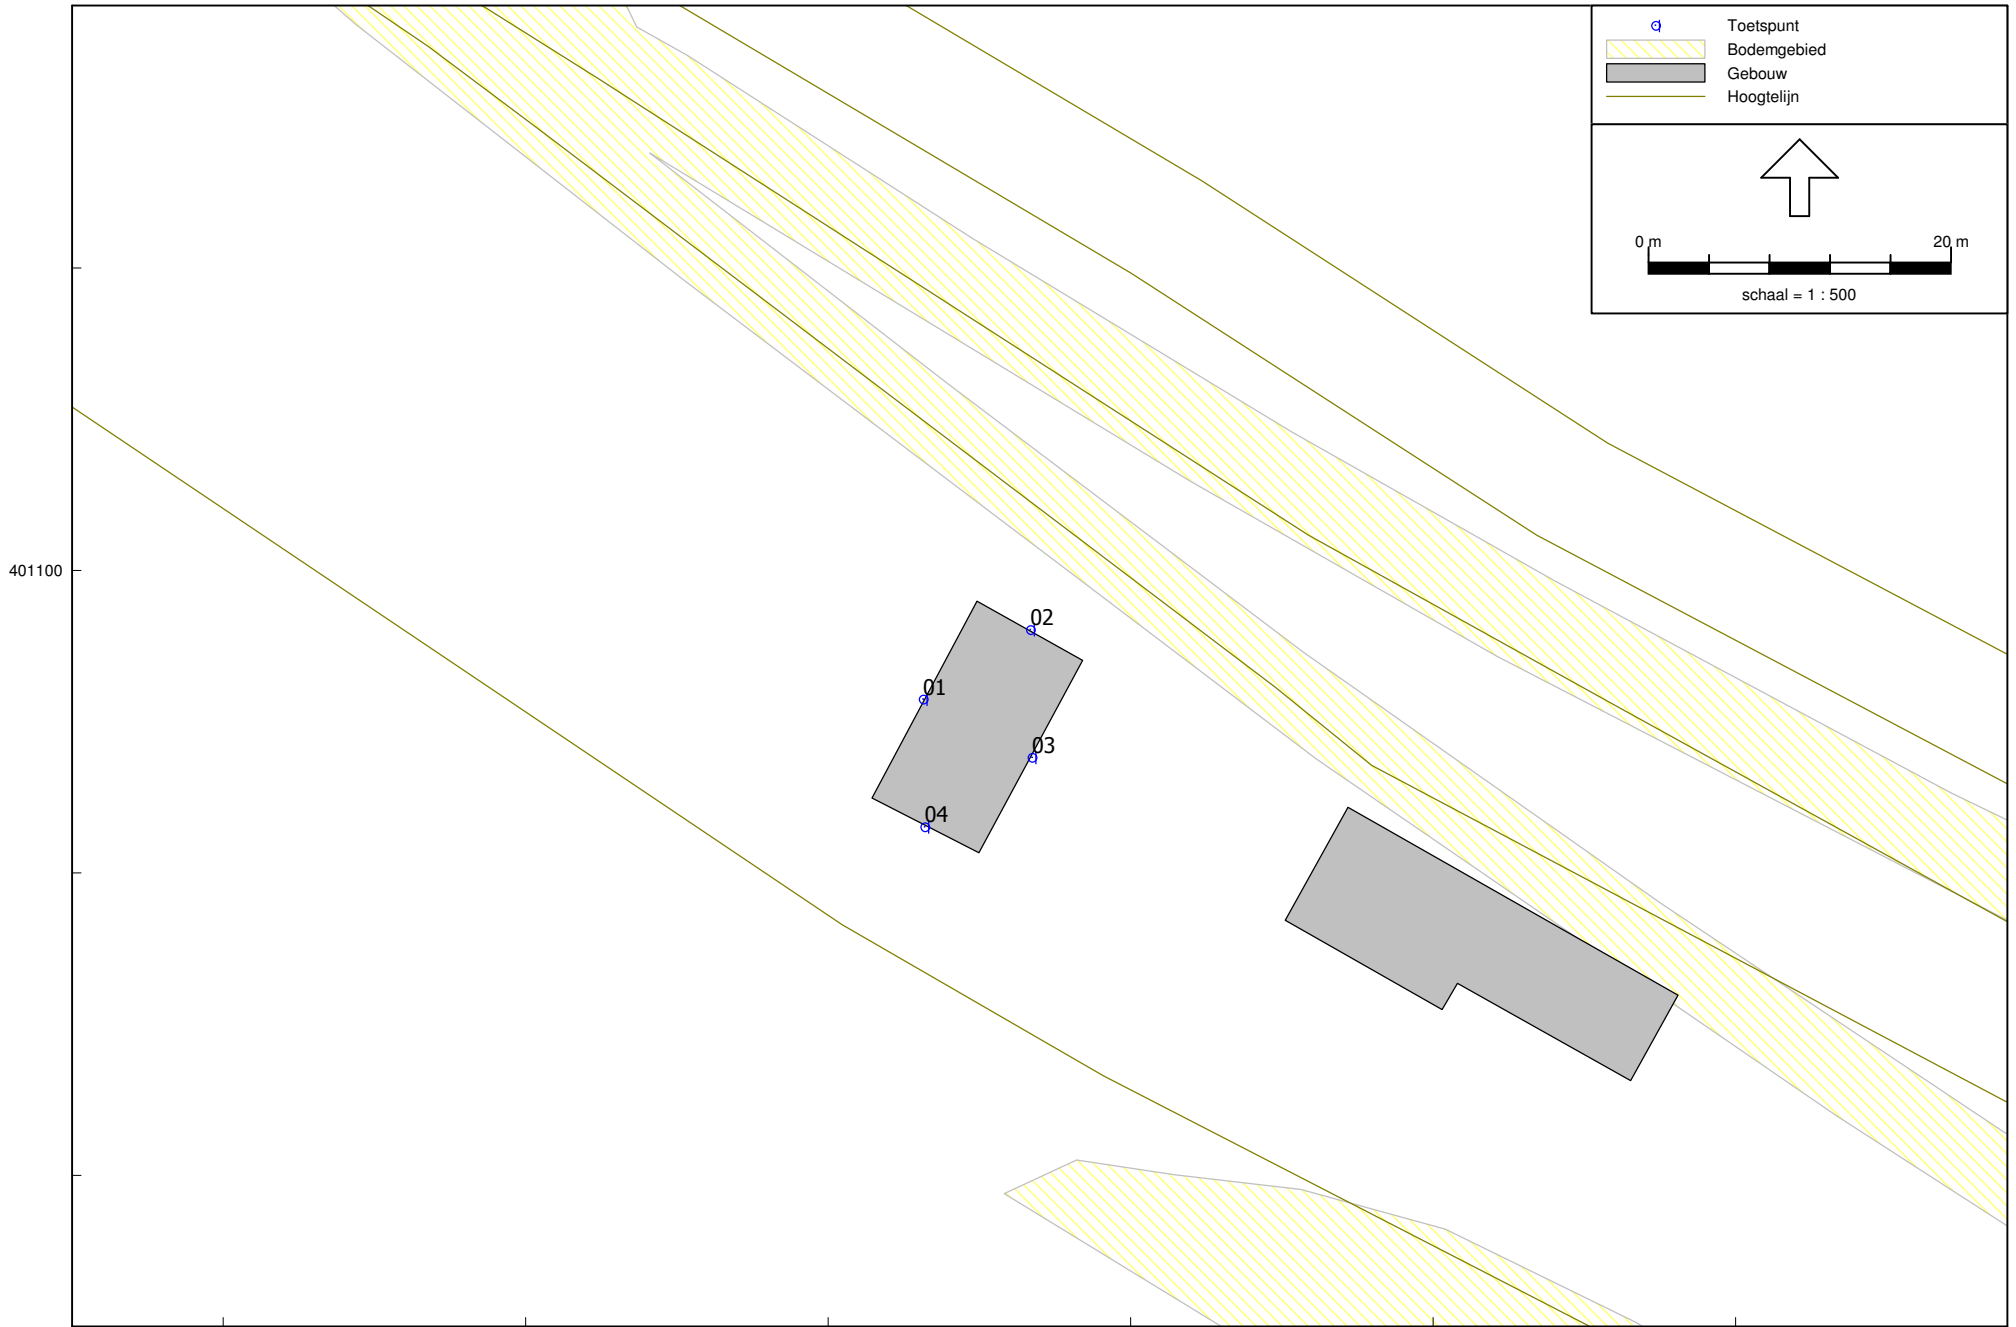 Toetspunt
Bodemgebied
Gebouw
Hoogtelijn
0 m 20 m
schaal = 1 : 500
401100
02
01
03
04